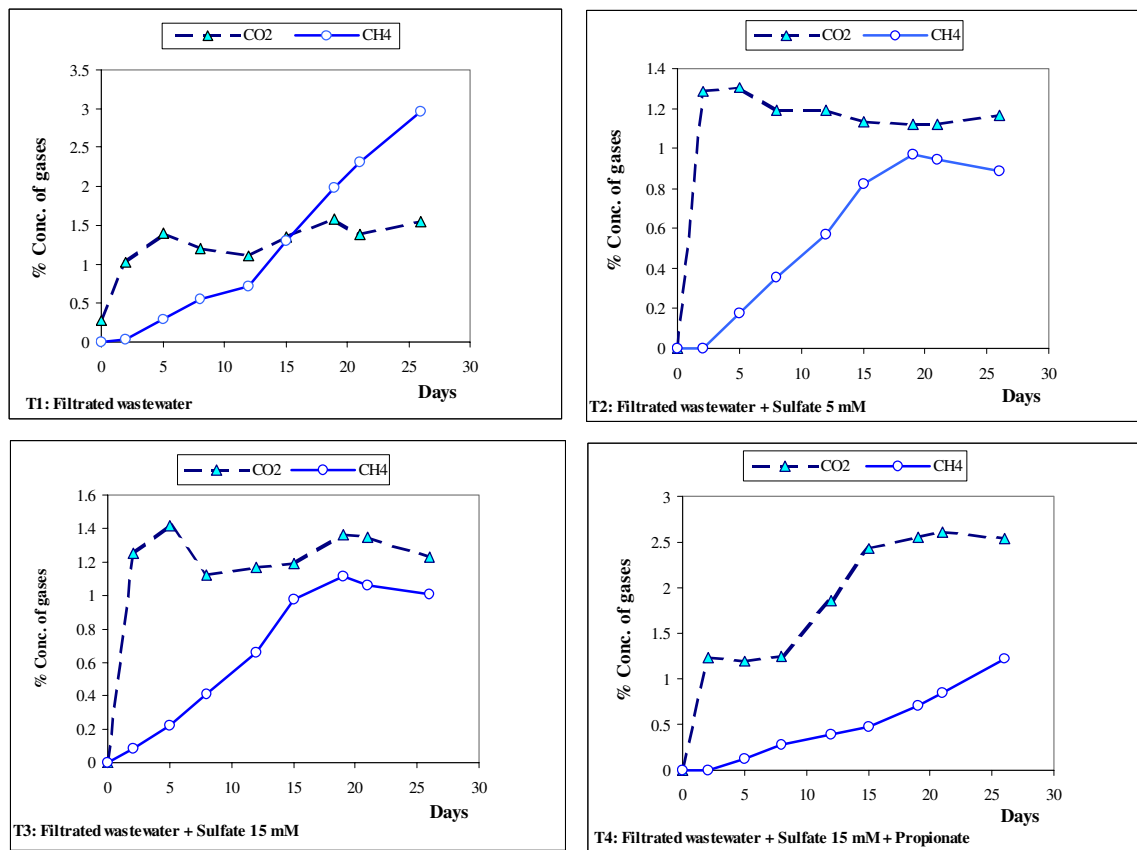 CO2 CH4
3.5
3
2.5
2
1.5
1
0.5
0
% Conc. of gases
0 5 10 15 20 25 30
Days
T1: Filtrated wastewater
CO2 CH4
1.4
1.2
1
0.8
0.6
0.4
0.2
0
% Conc. of gases
0 5 10 15 20 25 30
Days
T2: Filtrated wastewater + Sulfate 5 mM
CO2 CH4
1.6
1.4
1.2
1
0.8
0.6
0.4
0.2
0
% Conc. of gases
0 5 10 15 20 25 30
Days
T3: Filtrated wastewater + Sulfate 15 mM
CO2 CH4
3
2.5
2
1.5
1
0.5
0
% Conc. of gases
0 5 10 15 20 25 30
Days
T4: Filtrated wastewater + Sulfate 15 mM + Propionate